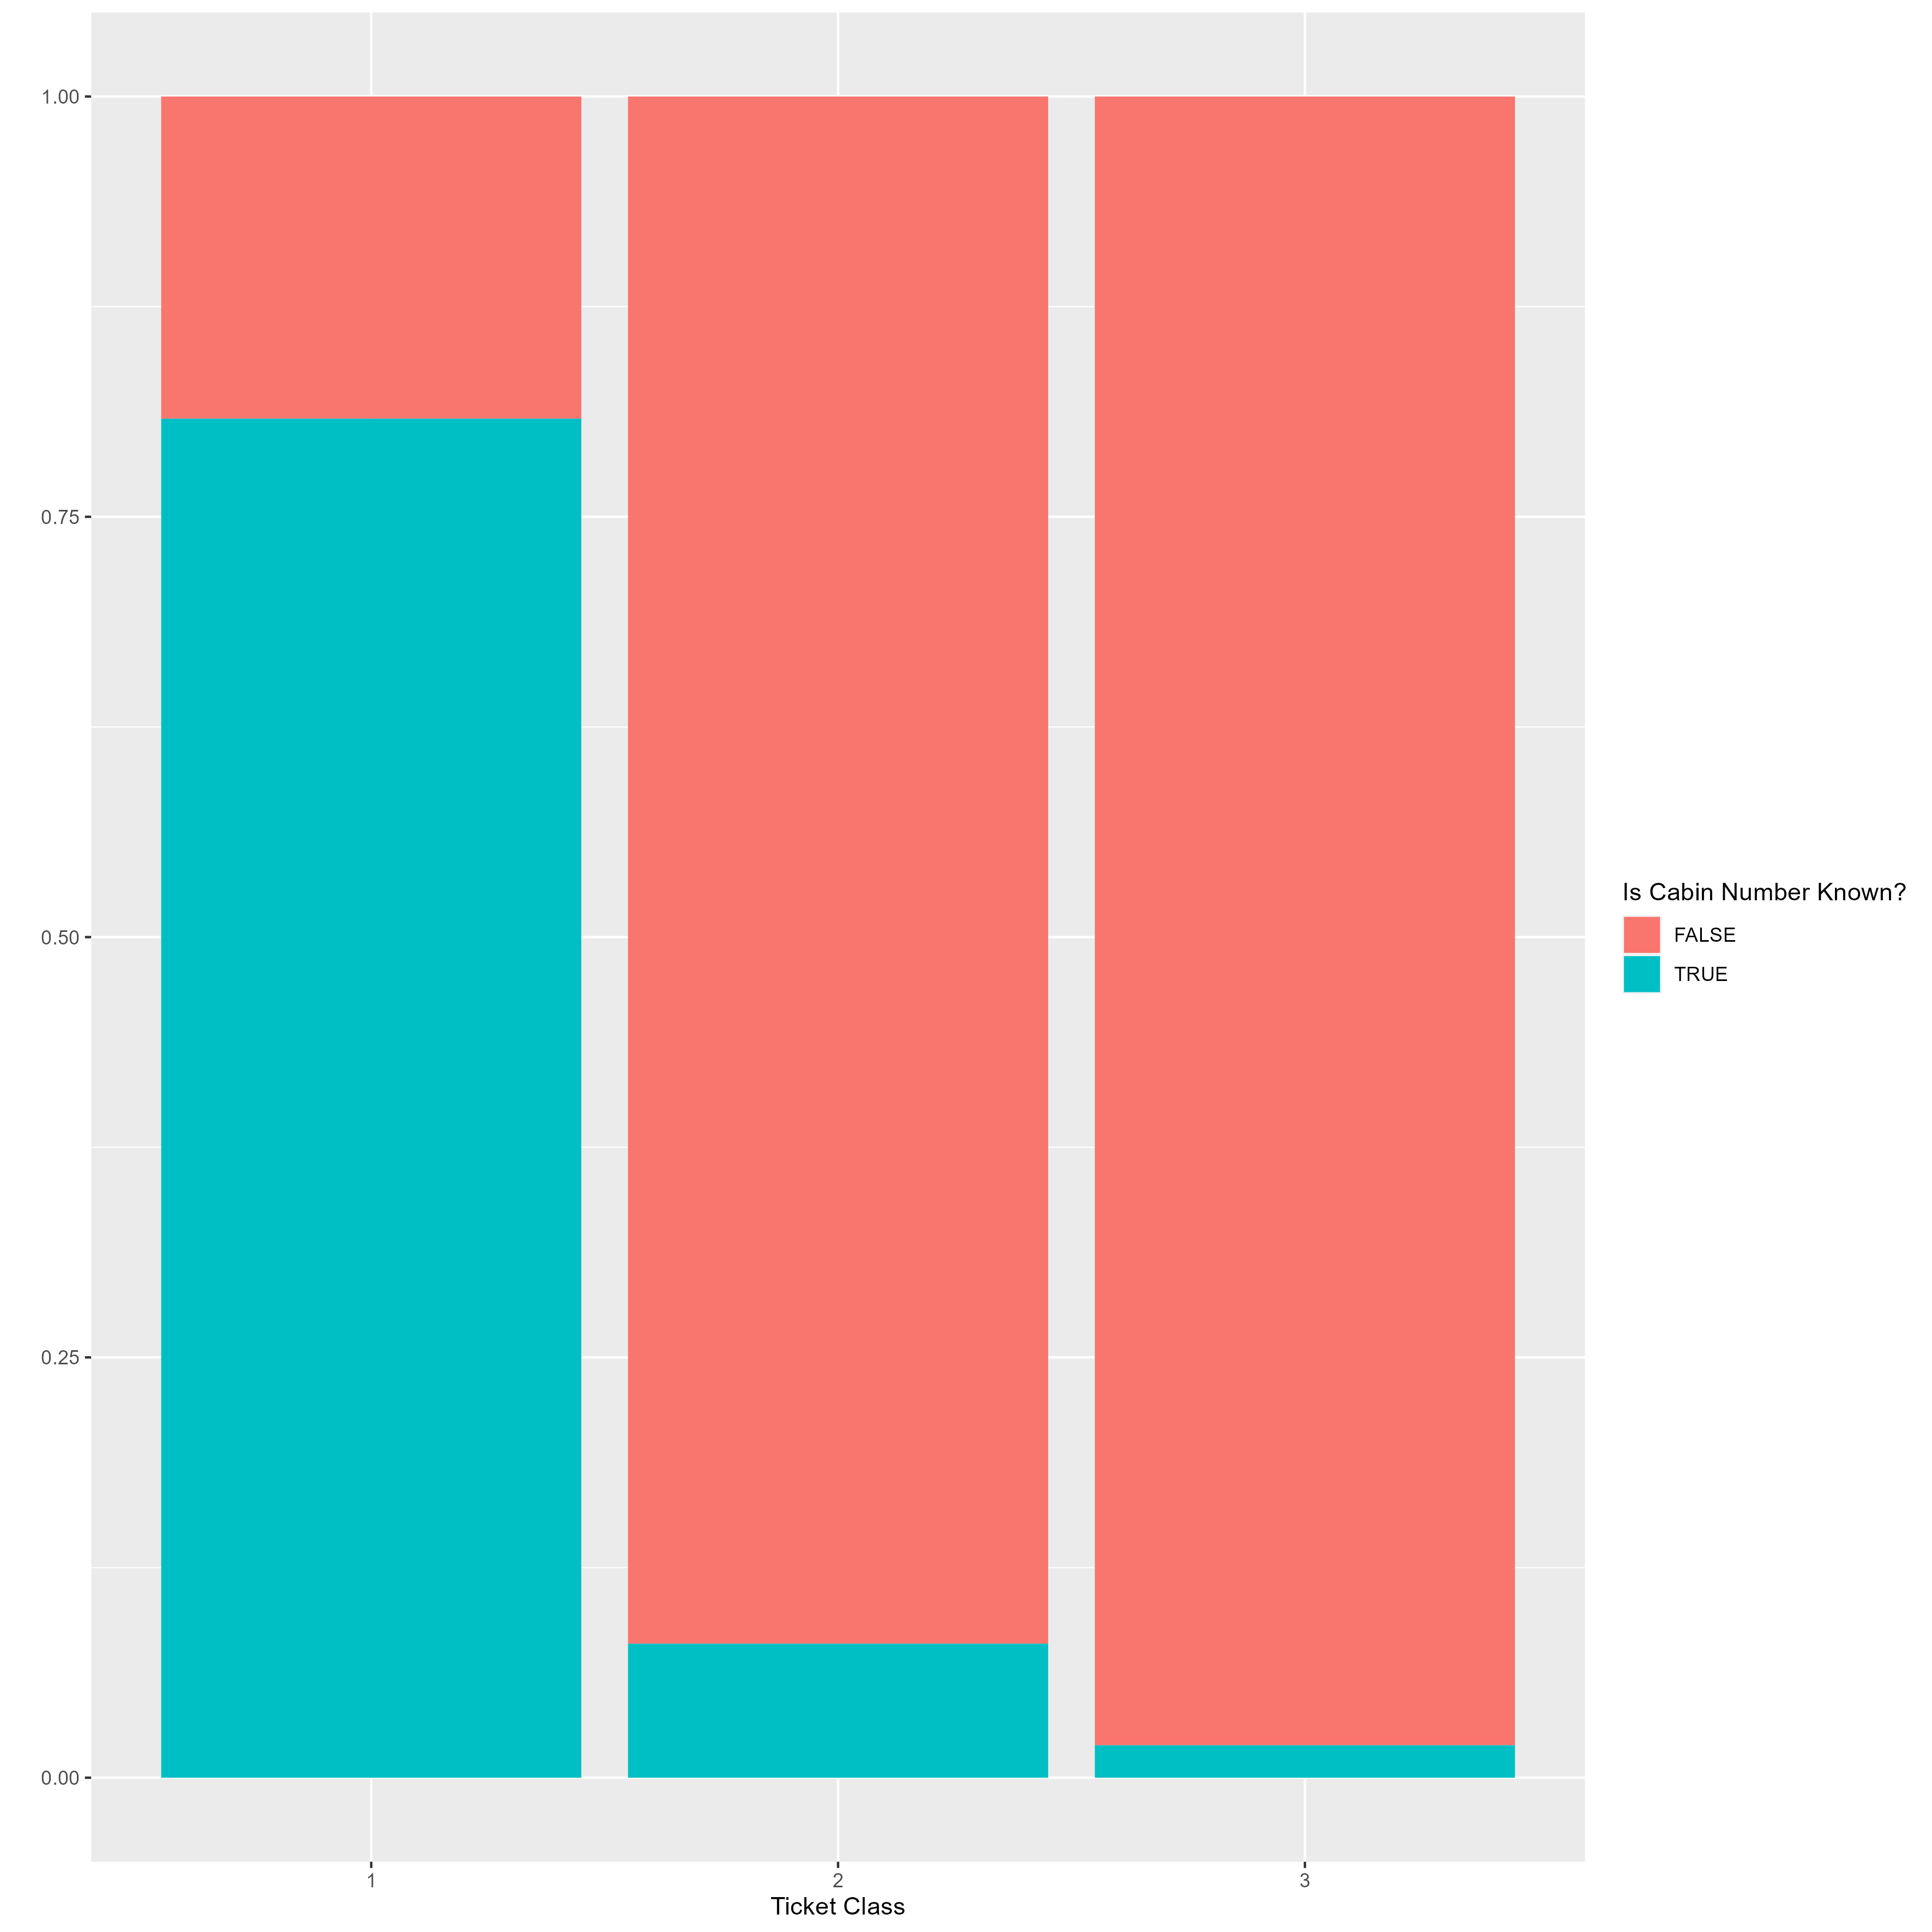 1.00
0.75
0.50
0.25
0.00
1
2
3
Ticket Class
Is Cabin Number Known?
FALSE
TRUE